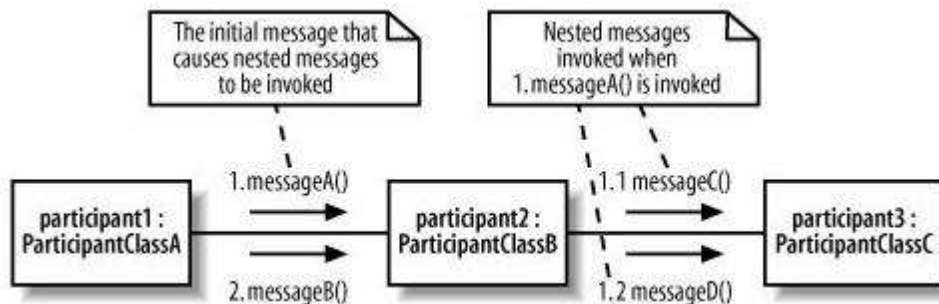 The initial message that
causes nested messages
to be invoked
Nested messages
invoked when
1.messageA() is invoked
1.messageA()
1.1 messageC()
participant1 :
ParticipantClassA
participant2 :
ParticipantClassB
participant3 :
ParticipantClassC
2.messageB()
1.2 messageD()